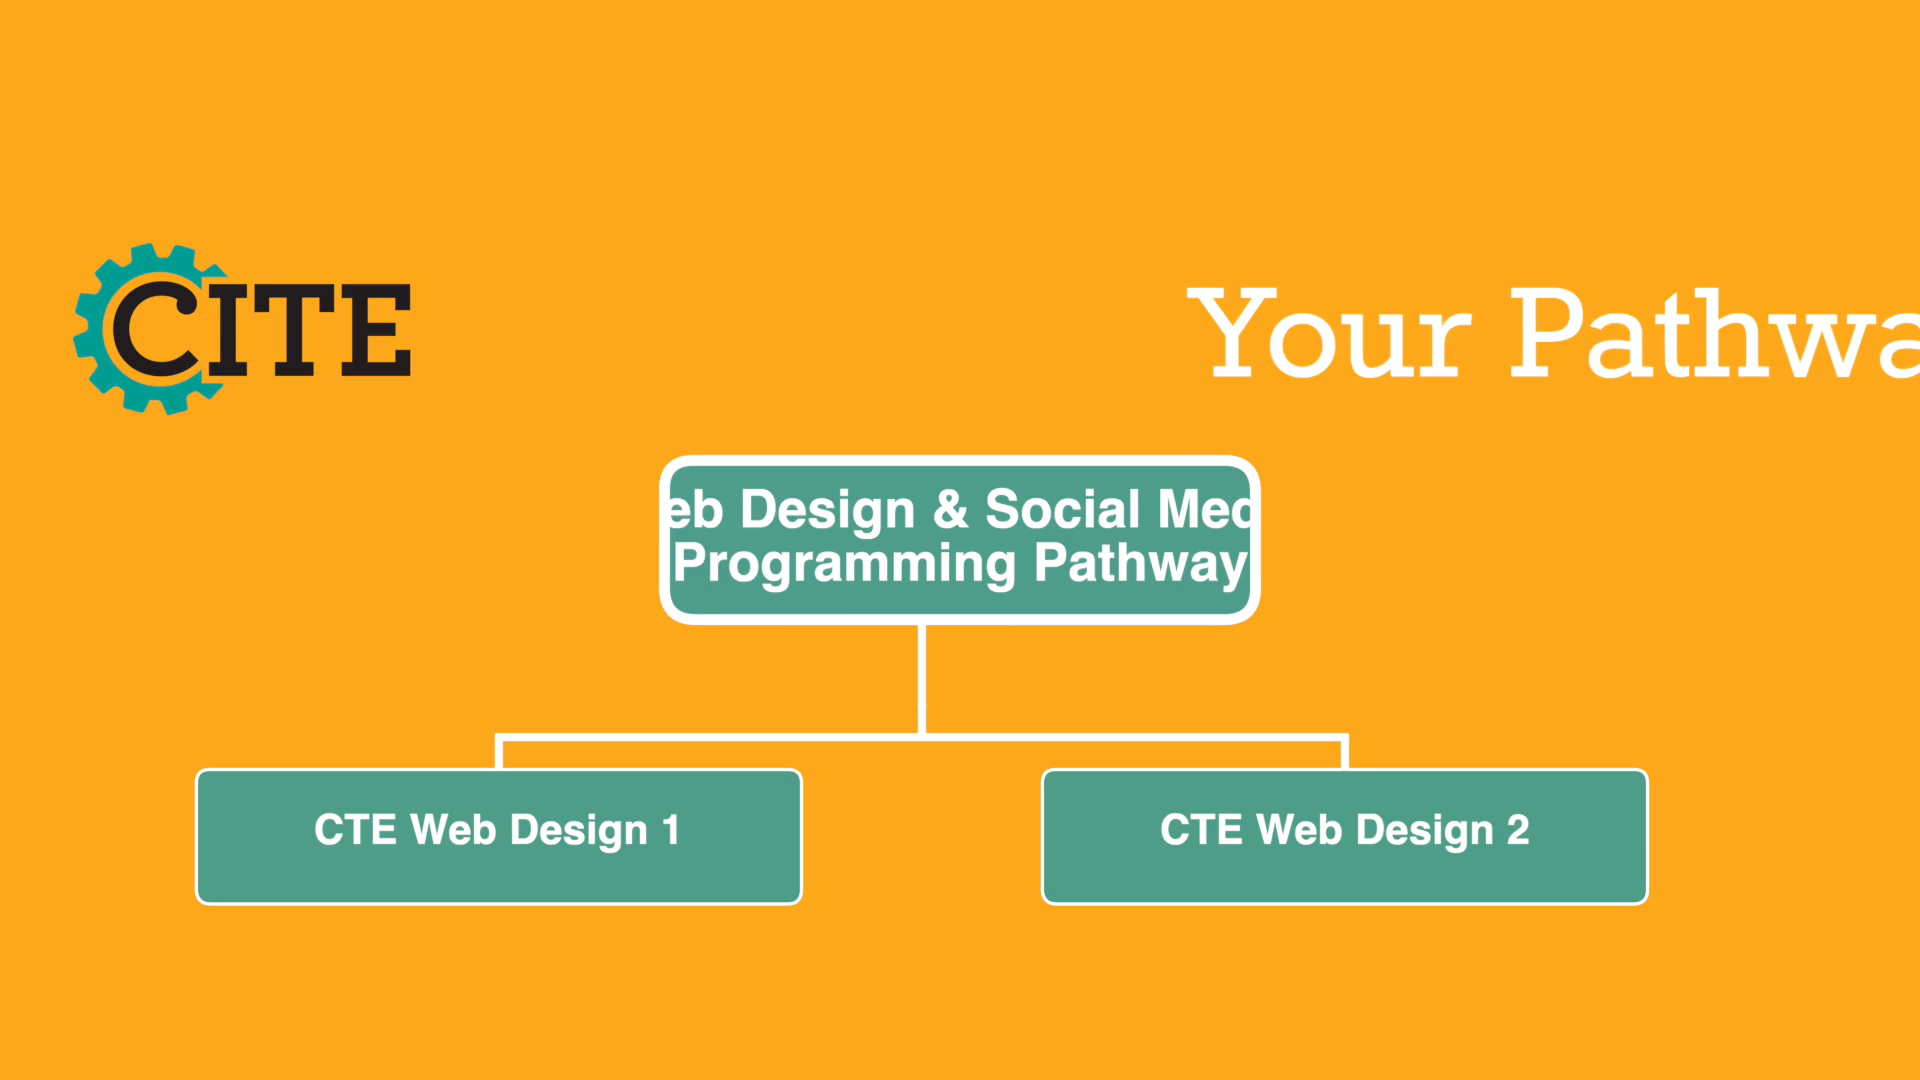 CITE
Your Pathwa
eb Design & Social Med
Programming Pathway
CTE Web Design 1
CTE Web Design 2